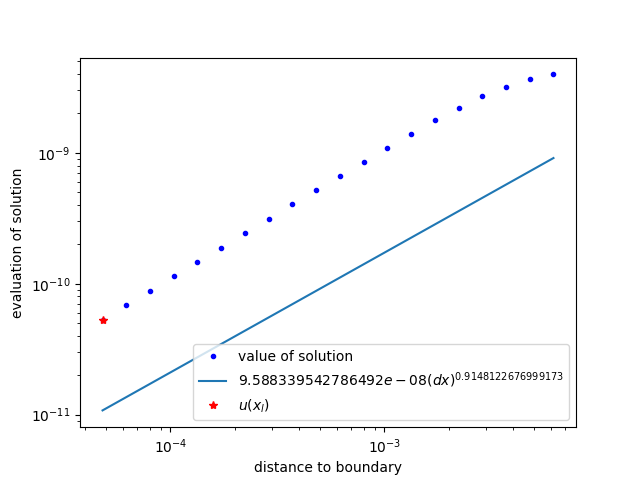 evaluation of solution
10⁻⁹
10⁻¹⁰
10⁻¹¹
value of solution
9.588339542786492e − 08(dx)^0.9148122676999173
u(x_l)
10⁻⁴
10⁻³
distance to boundary